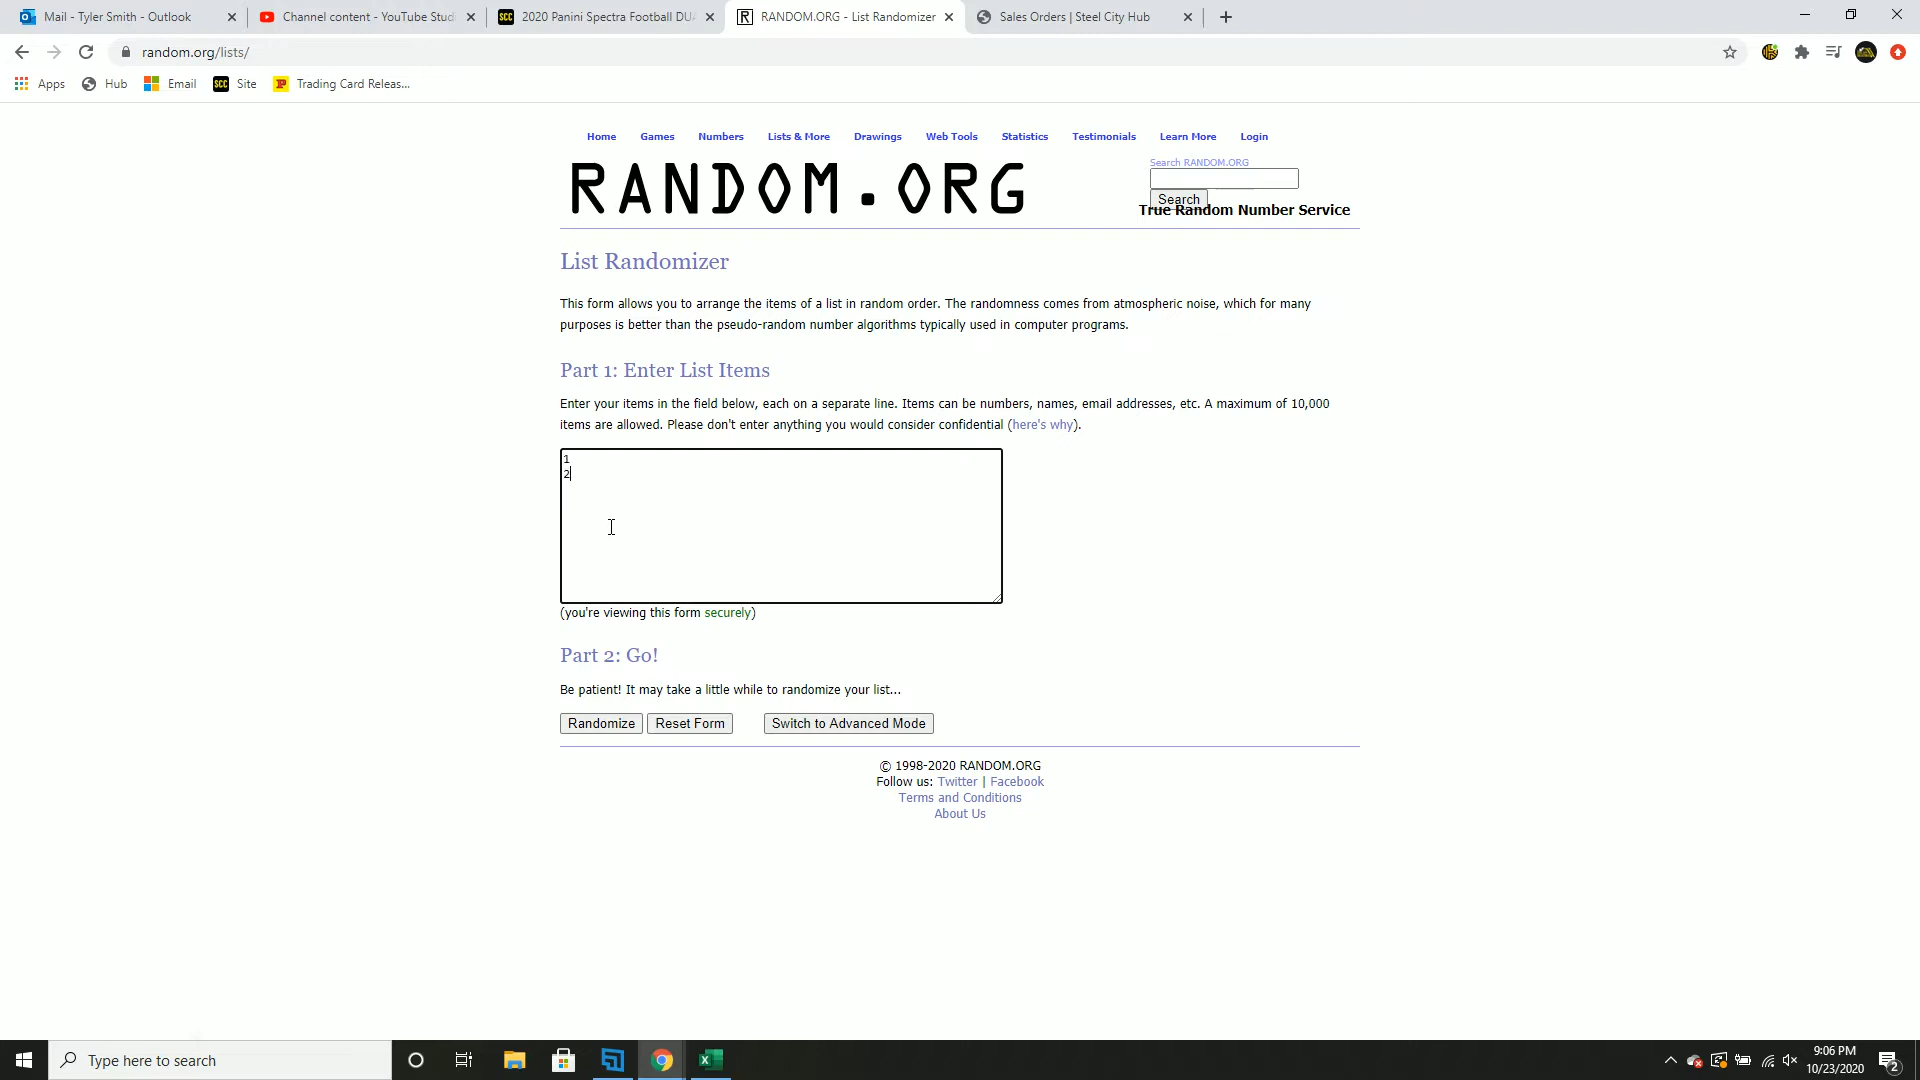 Mail - Tyler Smith - Outlook
Channel content - YouTube Studi
SCC 2020 Panini Spectra Football DUA
R RANDOM.ORG - List Randomizer
Sales Orders | Steel City Hub
random.org/lists/
Apps
Hub
Email
SCC Site
Trading Card Releas...
Home
Games
Numbers
Lists & More
Drawings
Web Tools
Statistics
Testimonials
Learn More
Login
RANDOM.ORG
Search RANDOM.ORG
Search
True Random Number Service
List Randomizer
This form allows you to arrange the items of a list in random order. The randomness comes from atmospheric noise, which for many
purposes is better than the pseudo-random number algorithms typically used in computer programs.
Part 1: Enter List Items
Enter your items in the field below, each on a separate line. Items can be numbers, names, email addresses, etc. A maximum of 10,000
items are allowed. Please don't enter anything you would consider confidential (here's why).
1
2
(you're viewing this form securely)
Part 2: Go!
Be patient! It may take a little while to randomize your list...
Randomize
Reset Form
Switch to Advanced Mode
© 1998-2020 RANDOM.ORG
Follow us: Twitter | Facebook
Terms and Conditions
About Us
Type here to search
9:06 PM
10/23/2020
2